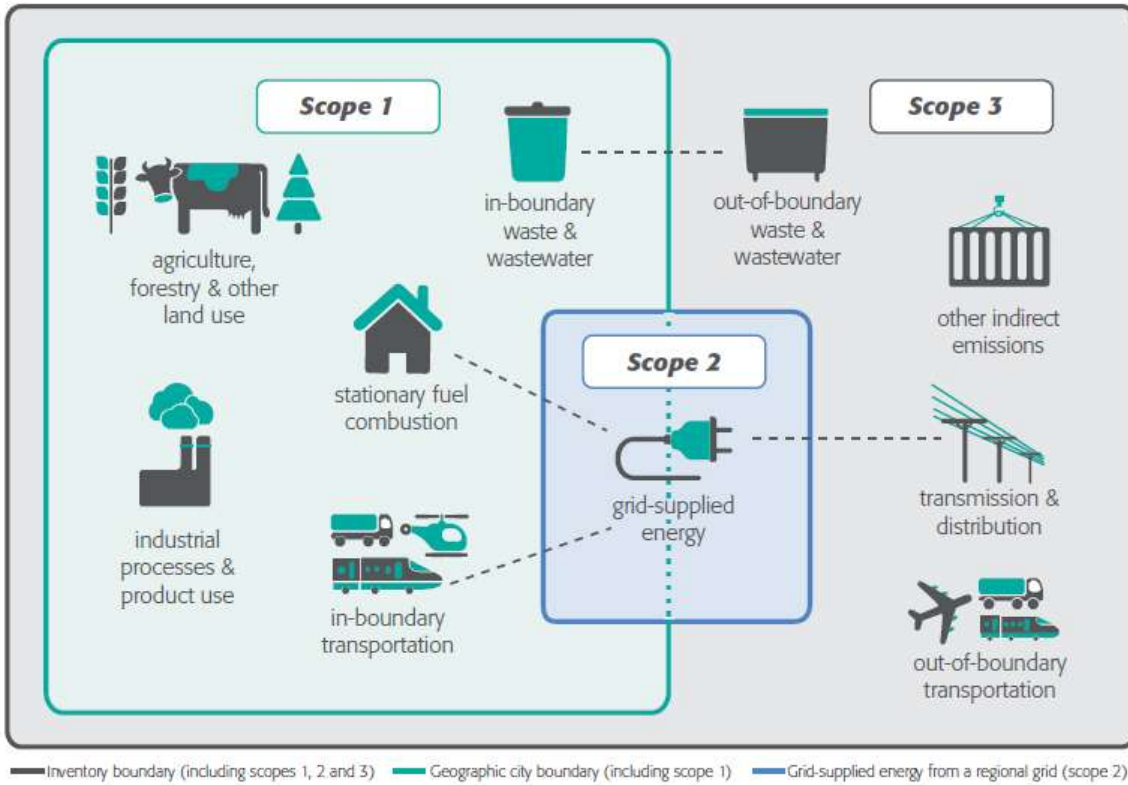 Scope 1
Scope 3
in-boundary
waste &
wastewater
out-of-boundary
waste &
wastewater
agriculture,
forestry & other
land use
other indirect
emissions
Scope 2
stationary fuel
combustion
grid-supplied
energy
transmission &
distribution
industrial
processes &
product use
in-boundary
transportation
out-of-boundary
transportation
Inventory boundary (including scopes 1, 2 and 3)
Geographic city boundary (including scope 1)
Grid-supplied energy from a regional grid (scope 2)